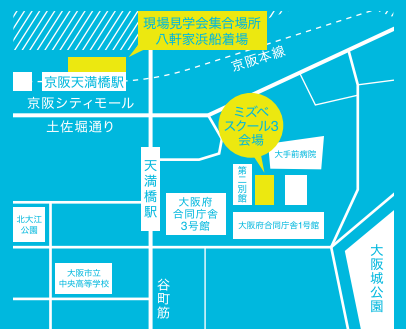 現場見学会集合場所
八軒家浜船着場
京阪本線
京阪天満橋駅
京阪シティモール
土佐堀通り
ミズベ
スクール3
会場
大手前病院
天満橋駅
第二別館
大阪府
合同庁舎
3号館
大阪府合同庁舎1号館
北大江
公園
大阪城公園
大阪市立
中央高等学校
谷町筋